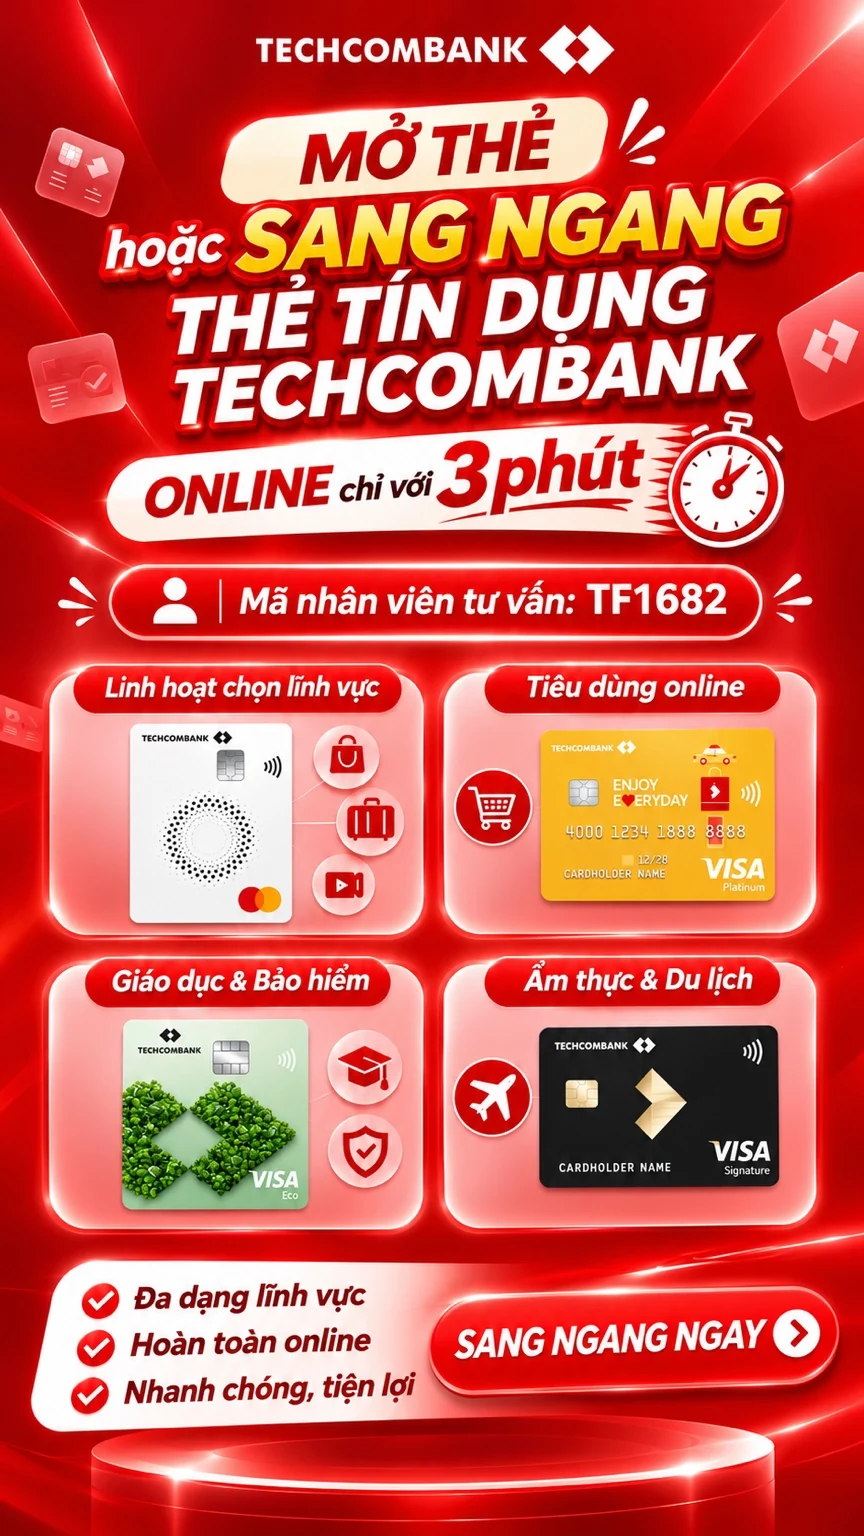 TECHCOMBANK
MỞ THẺ
hoặc SANG NGANG
THẺ TÍN DỤNG
TECHCOMBANK
ONLINE chỉ với 3 phút
Mã nhân viên tư vấn: TF1682
Linh hoạt chọn lĩnh vực
TECHCOMBANK
Tiêu dùng online
TECHCOMBANK
ENJOY
E♥ERYDAY
4000 1234 1888 8888
12/28
CARDHOLDER NAME
VISA
Platinum
Giáo dục & Bảo hiểm
TECHCOMBANK
VISA
Eco
Ẩm thực & Du lịch
TECHCOMBANK
CARDHOLDER NAME
VISA
Signature
Đa dạng lĩnh vực
Hoàn toàn online
Nhanh chóng, tiện lợi
SANG NGANG NGAY